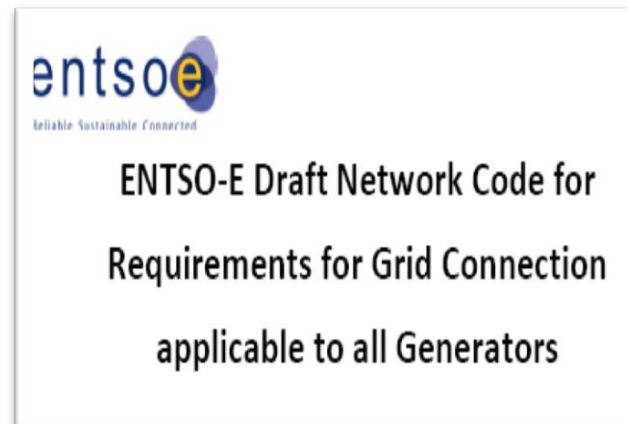 entsoe
Reliable Sustainable Connected
ENTSO-E Draft Network Code for
Requirements for Grid Connection
applicable to all Generators